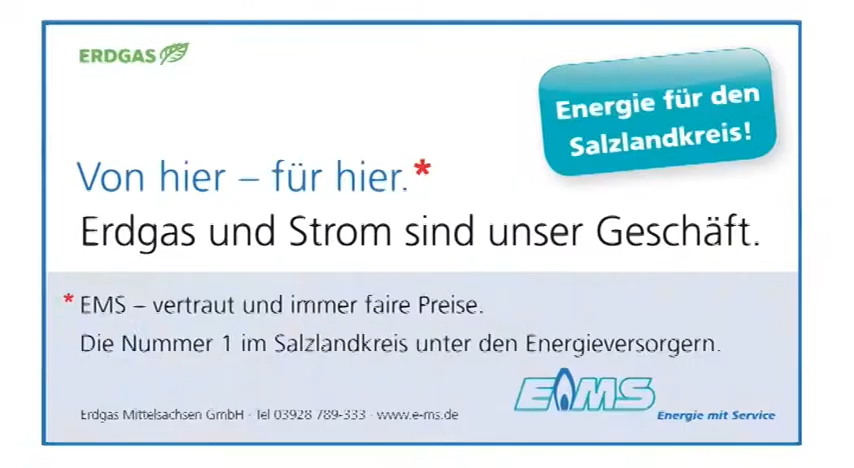 ERDGAS
Energie für den
Salzlandkreis!
Von hier – für hier.*
Erdgas und Strom sind unser Geschäft.
* EMS – vertraut und immer faire Preise.
Die Nummer 1 im Salzlandkreis unter den Energieversorgern.
EMS
Erdgas Mittelsachsen GmbH · Tel 03928 789-333 · www.e-ms.de
Energie mit Service